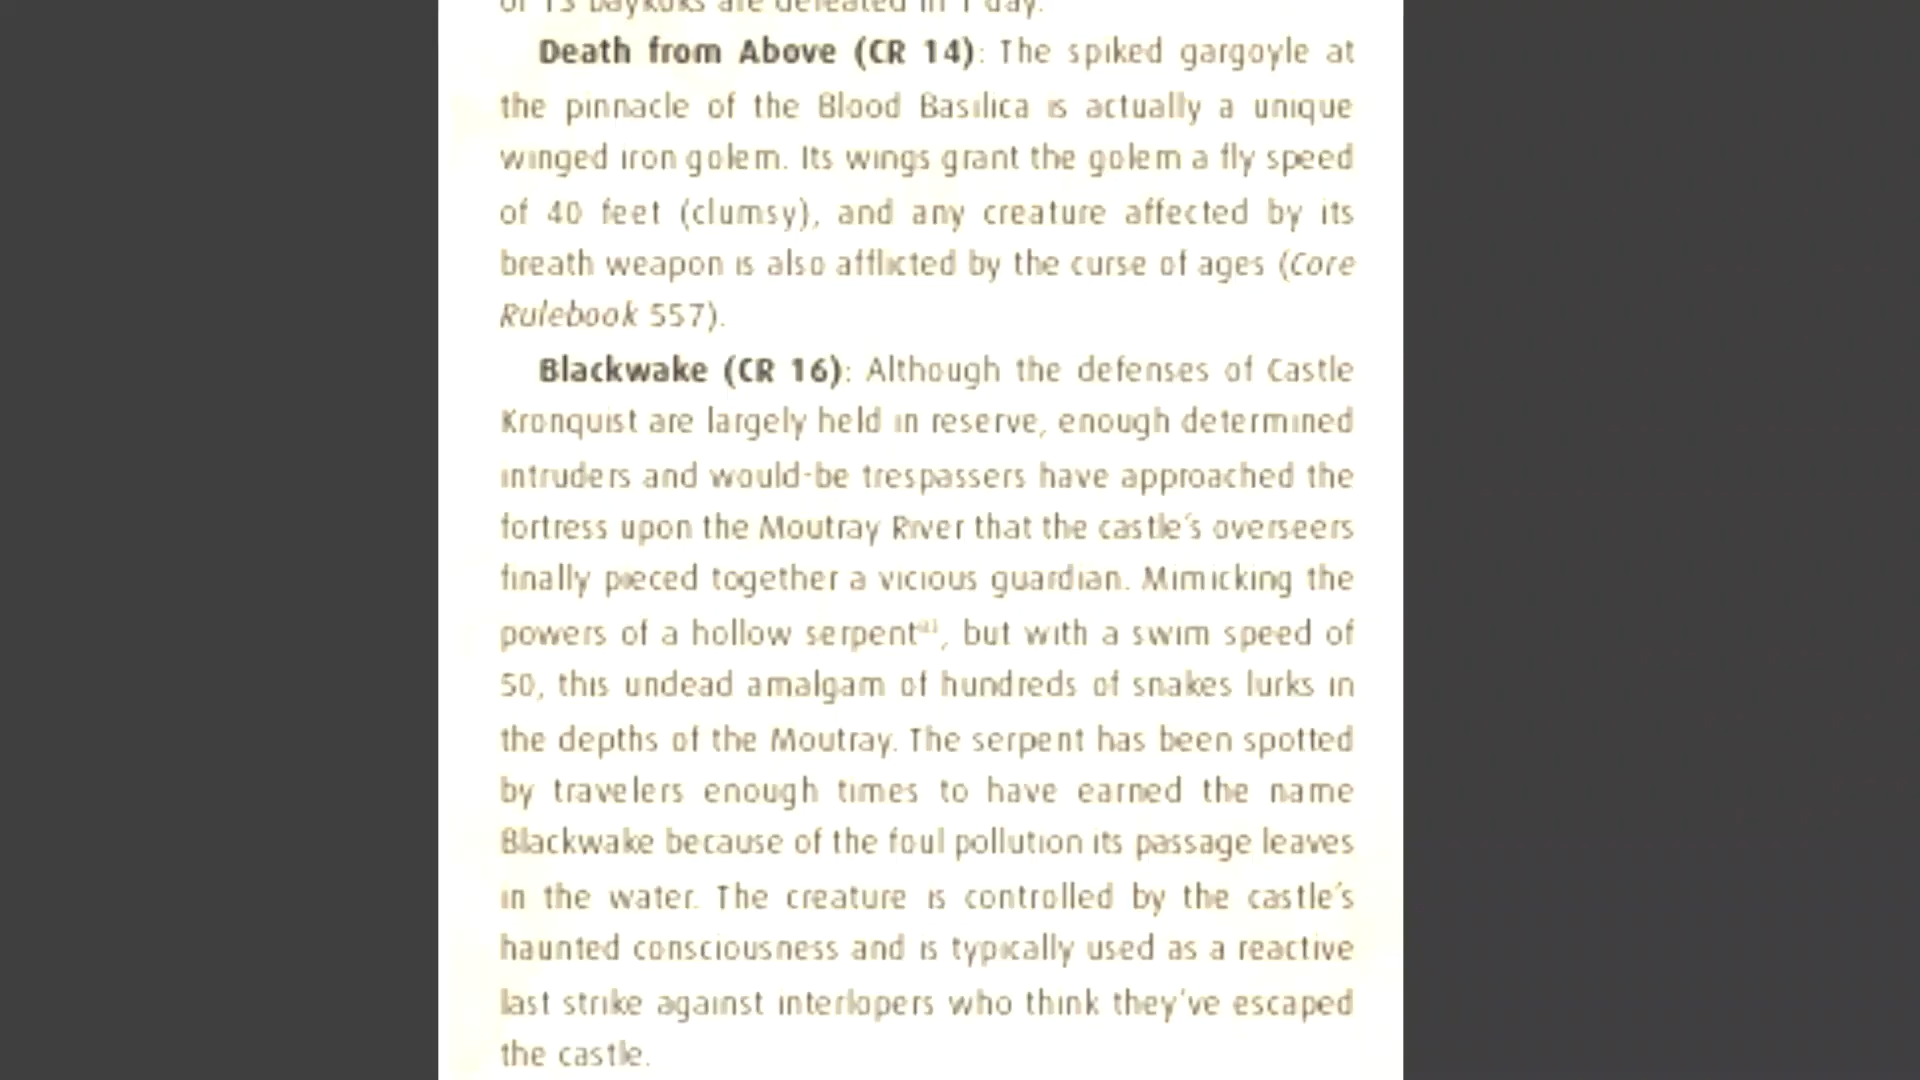 of 13 baykoks are defeated in 1 day.
Death from Above (CR 14): The spiked gargoyle at
the pinnacle of the Blood Basilica is actually a unique
winged iron golem. Its wings grant the golem a fly speed
of 40 feet (clumsy), and any creature affected by its
breath weapon is also afflicted by the curse of ages (Core
Rulebook 557).
Blackwake (CR 16): Although the defenses of Castle
Kronquist are largely held in reserve, enough determined
intruders and would-be trespassers have approached the
fortress upon the Moutray River that the castle's overseers
finally pieced together a vicious guardian. Mimicking the
powers of a hollow serpent, but with a swim speed of
50, this undead amalgam of hundreds of snakes lurks in
the depths of the Moutray. The serpent has been spotted
by travelers enough times to have earned the name
Blackwake because of the foul pollution its passage leaves
in the water. The creature is controlled by the castle's
haunted consciousness and is typically used as a reactive
last strike against interlopers who think they've escaped
the castle.